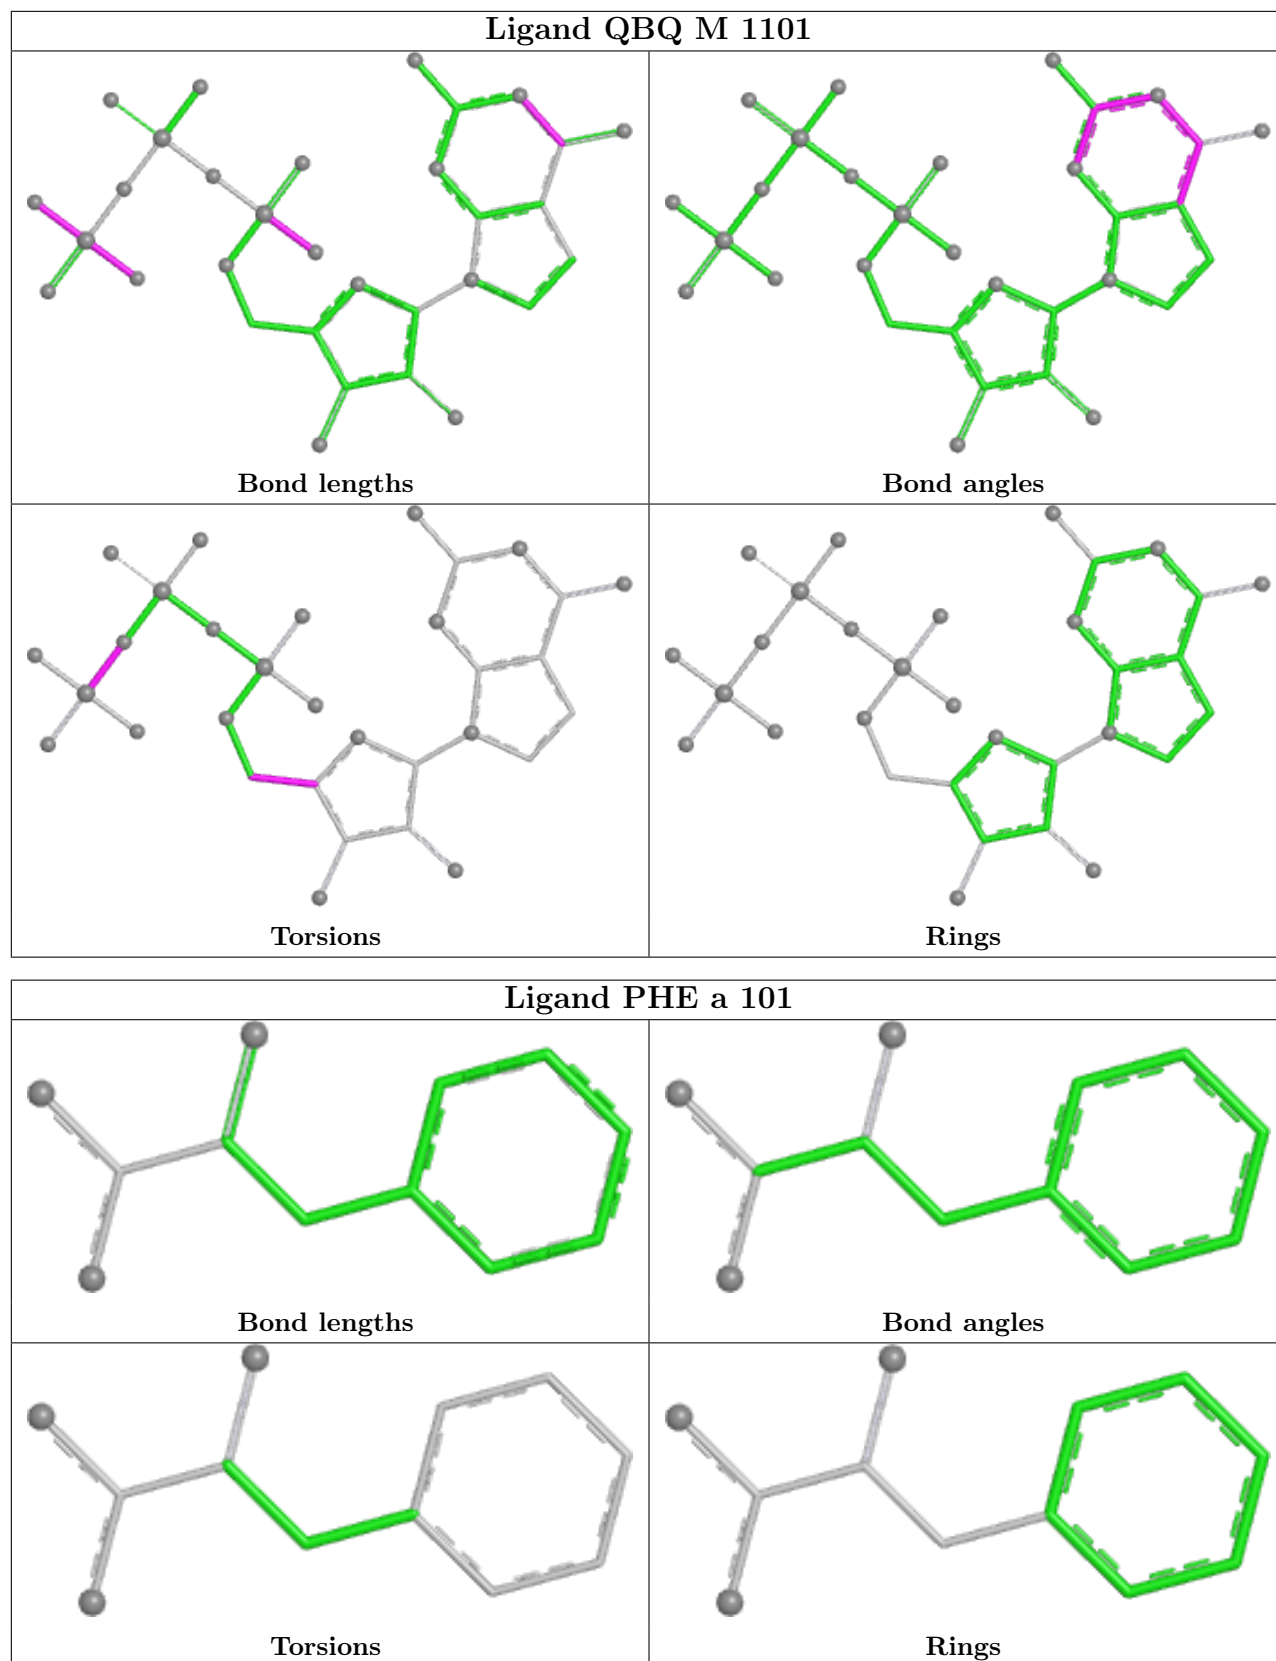 Ligand QBQ M 1101
Bond lengths
Bond angles
Torsions
Rings
Ligand PHE a 101
Bond lengths
Bond angles
Torsions
Rings